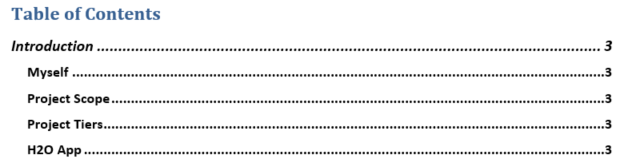 Table of Contents
Introduction ........................................................................................................................ 3
Myself ..............................................................................................................................3
Project Scope.....................................................................................................................3
Project Tiers......................................................................................................................3
H2O App ...........................................................................................................................3